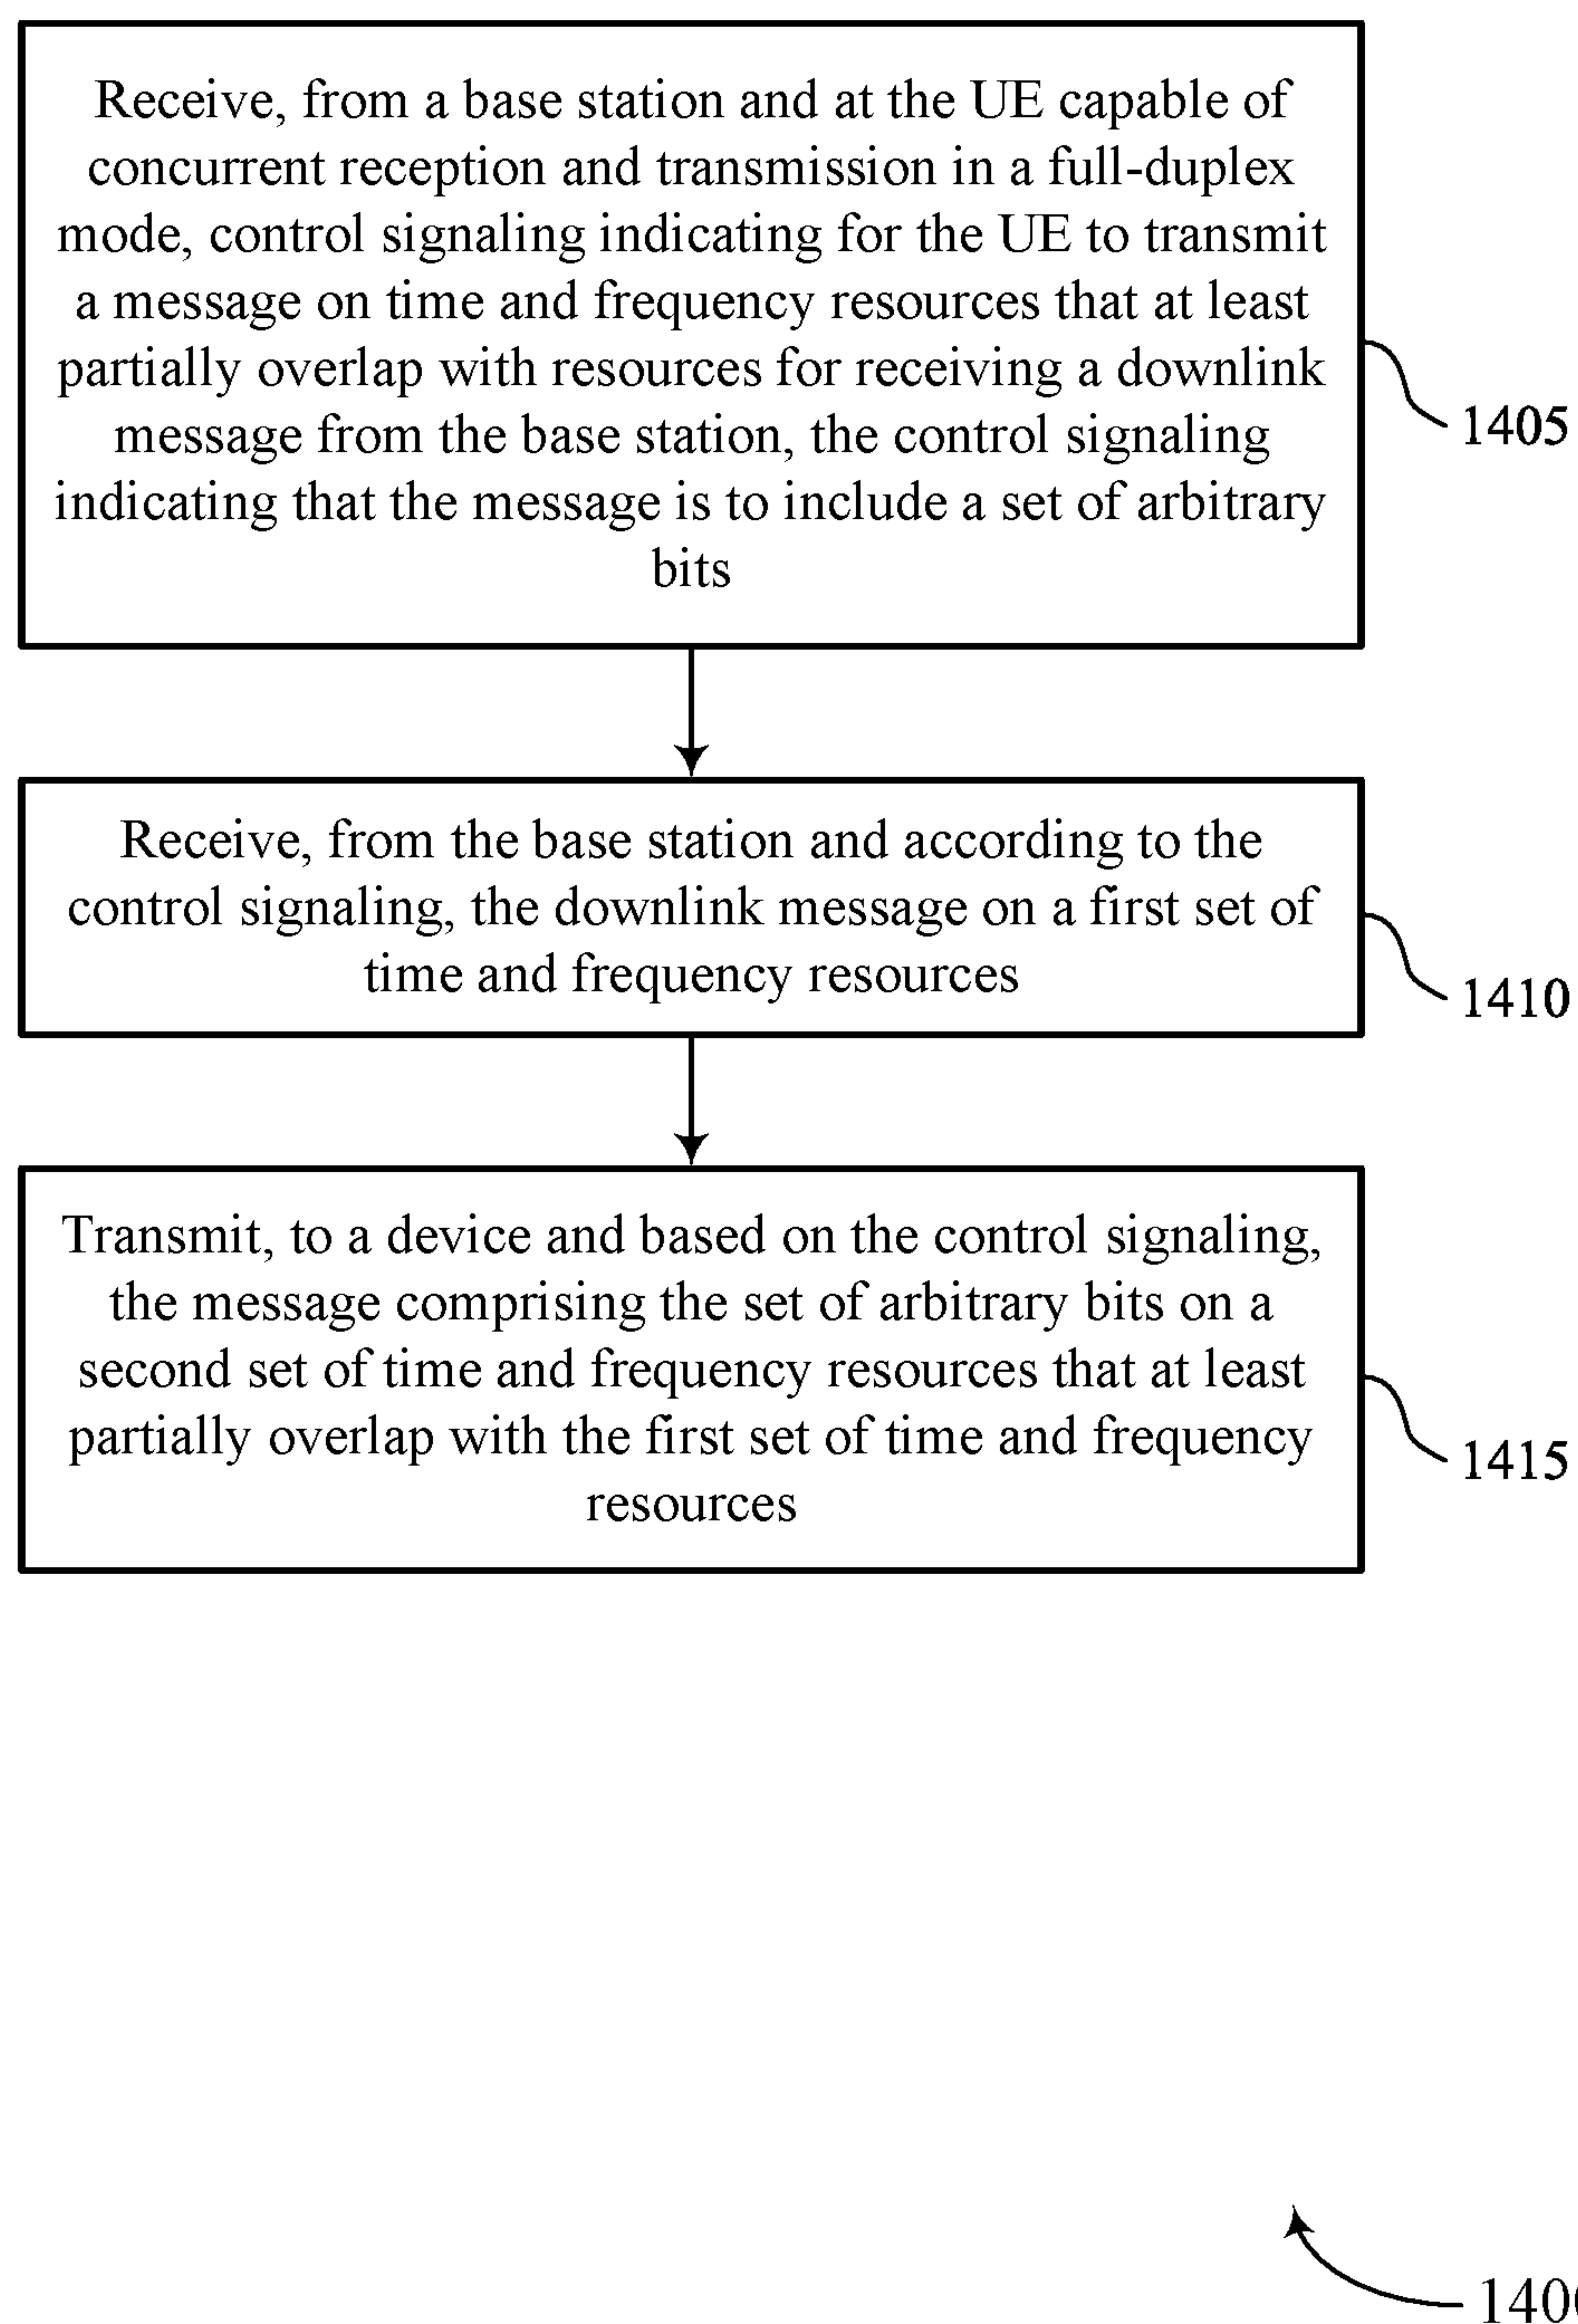 Receive, from a base station and at the UE capable of
concurrent reception and transmission in a full-duplex
mode, control signaling indicating for the UE to transmit
a message on time and frequency resources that at least
partially overlap with resources for receiving a downlink
message from the base station, the control signaling
indicating that the message is to include a set of arbitrary
bits
1405
Receive, from the base station and according to the
control signaling, the downlink message on a first set of
time and frequency resources
1410
Transmit, to a device and based on the control signaling,
the message comprising the set of arbitrary bits on a
second set of time and frequency resources that at least
partially overlap with the first set of time and frequency
resources
1415
1400